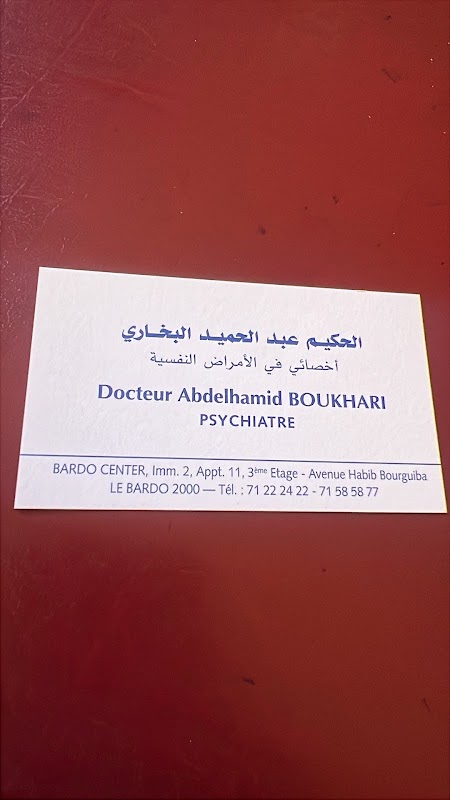 الحكيم عبد الحميد البخاري
أخصائي في الأمراض النفسية
Docteur Abdelhamid BOUKHARI
PSYCHIATRE
BARDO CENTER, Imm. 2, Appt. 11, 3ème Etage - Avenue Habib Bourguiba
LE BARDO 2000 — Tél. : 71 22 24 22 - 71 58 58 77